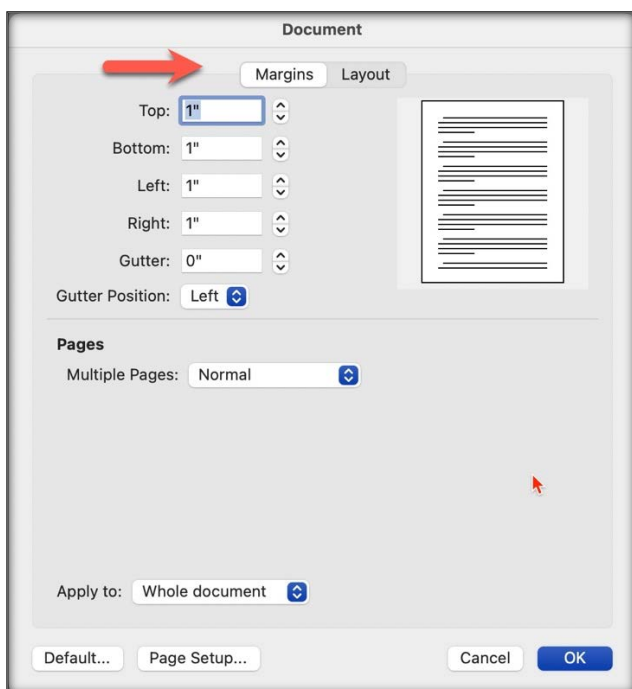 Document
Margins Layout
Top: 1"
Bottom: 1"
Left: 1"
Right: 1"
Gutter: 0"
Gutter Position: Left
Pages
Multiple Pages: Normal
Apply to: Whole document
Default... Page Setup... Cancel OK